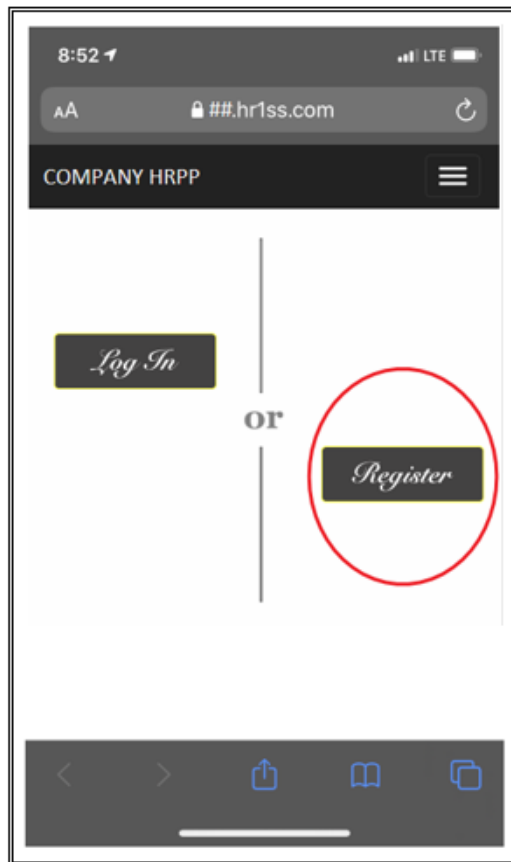 8:52 LTE
AA ##.hr1ss.com
COMPANY HRPP
Log In
or
Register